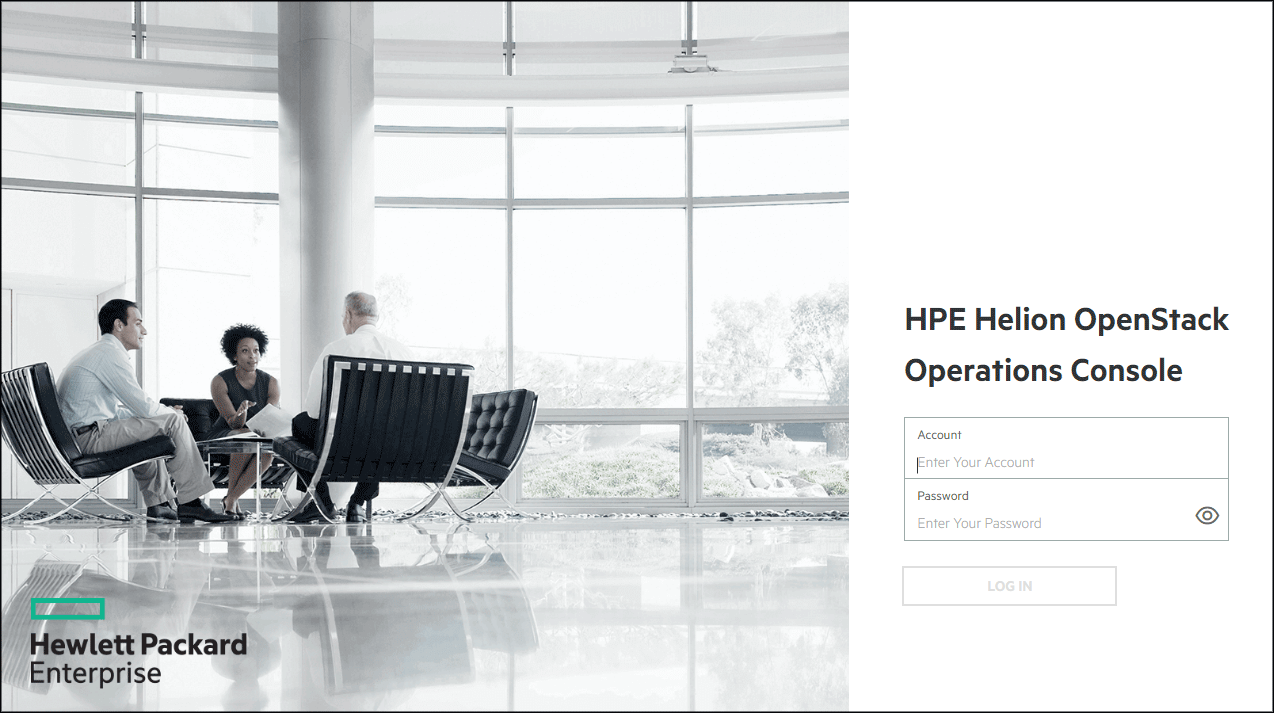 HPE Helion OpenStack
Operations Console
Account
Enter Your Account
Password
Enter Your Password
LOG IN
Hewlett Packard
Enterprise